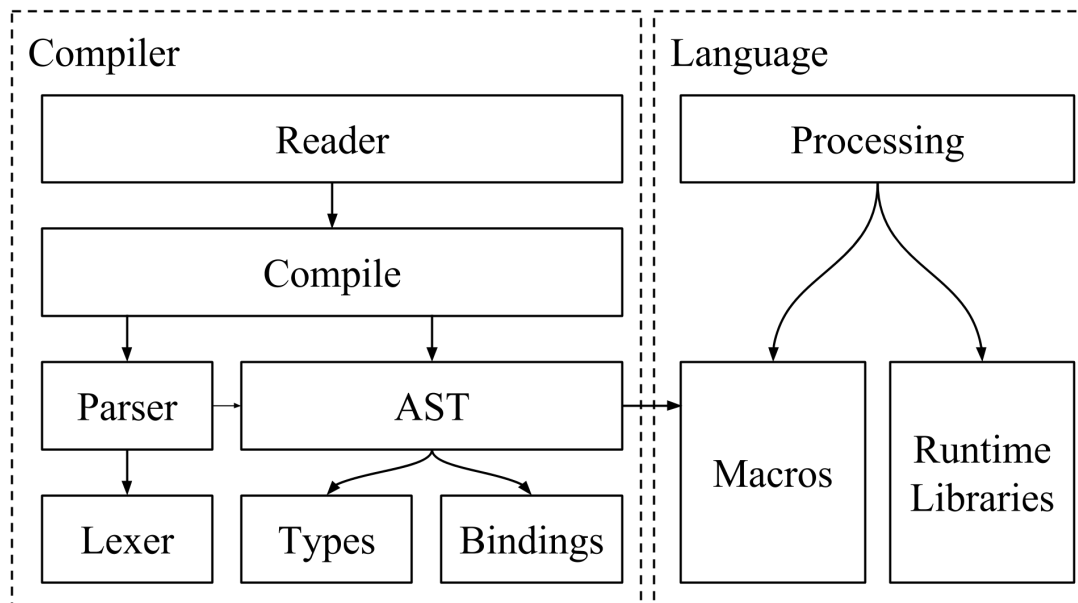 Compiler
Language
Reader
Processing
Compile
Parser
AST
Macros
Runtime
Libraries
Lexer
Types
Bindings